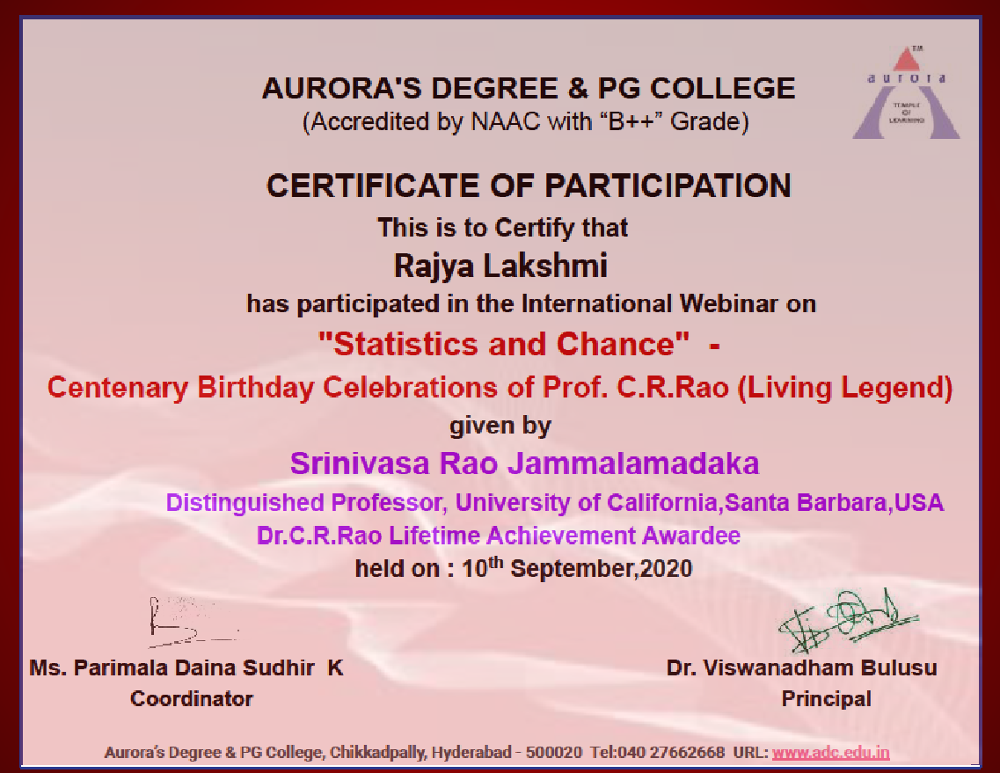 TM
aurora
TEMPLE
OF
LEARNING
AURORA'S DEGREE & PG COLLEGE
(Accredited by NAAC with “B++” Grade)
CERTIFICATE OF PARTICIPATION
This is to Certify that
Rajya Lakshmi
has participated in the International Webinar on
"Statistics and Chance" -
Centenary Birthday Celebrations of Prof. C.R.Rao (Living Legend)
given by
Srinivasa Rao Jammalamadaka
Distinguished Professor, University of California,Santa Barbara,USA
Dr.C.R.Rao Lifetime Achievement Awardee
held on : 10th September,2020
Ms. Parimala Daina Sudhir K
Coordinator
Dr. Viswanadham Bulusu
Principal
Aurora's Degree & PG College, Chikkadpally, Hyderabad - 500020 Tel:040 27662668 URL: www.adc.edu.in